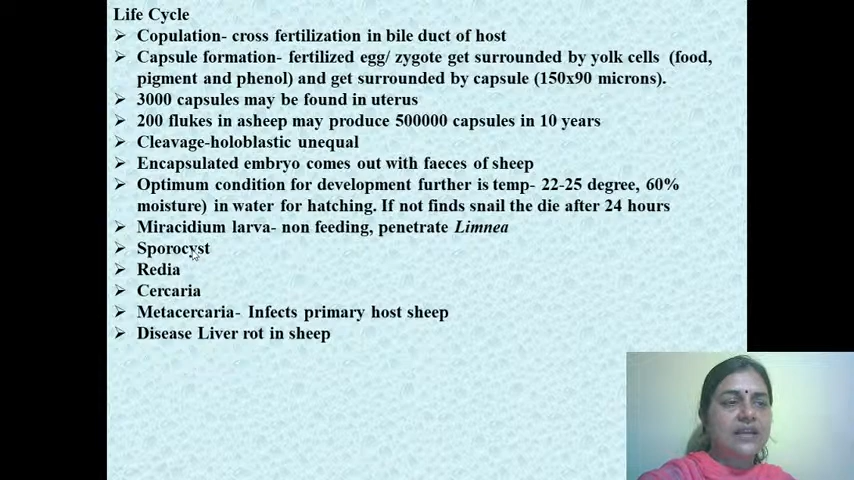 Life Cycle
Copulation- cross fertilization in bile duct of host
Capsule formation- fertilized egg/ zygote get surrounded by yolk cells (food,
pigment and phenol) and get surrounded by capsule (150x90 microns).
3000 capsules may be found in uterus
200 flukes in asheep may produce 500000 capsules in 10 years
Cleavage-holoblastic unequal
Encapsulated embryo comes out with faeces of sheep
Optimum condition for development further is temp- 22-25 degree, 60%
moisture) in water for hatching. If not finds snail the die after 24 hours
Miracidium larva- non feeding, penetrate Limnea
Sporocyst
Redia
Cercaria
Metacercaria- Infects primary host sheep
Disease Liver rot in sheep